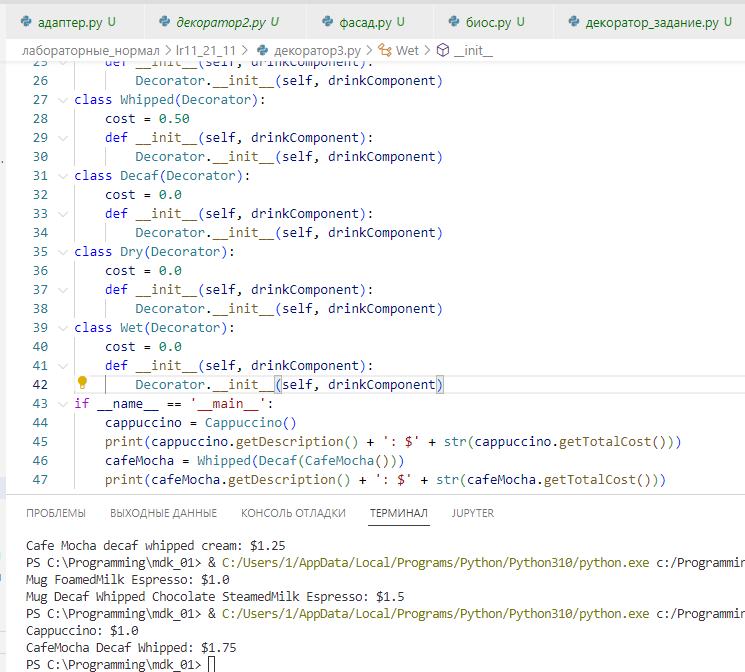 адаптер.py U декоратор2.py U фасад.py U биос.py U декоратор_задание.py U
лабораторные_нормал > lr11_21_11 > декоратор3.py > Wet > __init__
25 def __init__(self, drinkComponent):
26 Decorator.__init__(self, drinkComponent)
27 class Whipped(Decorator):
28 cost = 0.50
29 def __init__(self, drinkComponent):
30 Decorator.__init__(self, drinkComponent)
31 class Decaf(Decorator):
32 cost = 0.0
33 def __init__(self, drinkComponent):
34 Decorator.__init__(self, drinkComponent)
35 class Dry(Decorator):
36 cost = 0.0
37 def __init__(self, drinkComponent):
38 Decorator.__init__(self, drinkComponent)
39 class Wet(Decorator):
40 cost = 0.0
41 def __init__(self, drinkComponent):
42 Decorator.__init__(self, drinkComponent)
43 if __name__ == '__main__':
44 cappuccino = Cappuccino()
45 print(cappuccino.getDescription() + ': $' + str(cappuccino.getTotalCost()))
46 cafeMocha = Whipped(Decaf(CafeMocha()))
47 print(cafeMocha.getDescription() + ': $' + str(cafeMocha.getTotalCost()))
ПРОБЛЕМЫ ВЫХОДНЫЕ ДАННЫЕ КОНСОЛЬ ОТЛАДКИ ТЕРМИНАЛ JUPYTER
Cafe Mocha decaf whipped cream: $1.25
PS C:\Programming\mdk_01> & C:/Users/1/AppData/Local/Programs/Python/Python310/python.exe c:/Programmin
Mug FoamedMilk Espresso: $1.0
Mug Decaf Whipped Chocolate SteamedMilk Espresso: $1.5
PS C:\Programming\mdk_01> & C:/Users/1/AppData/Local/Programs/Python/Python310/python.exe c:/Programmin
Cappuccino: $1.0
CafeMocha Decaf Whipped: $1.75
PS C:\Programming\mdk_01>